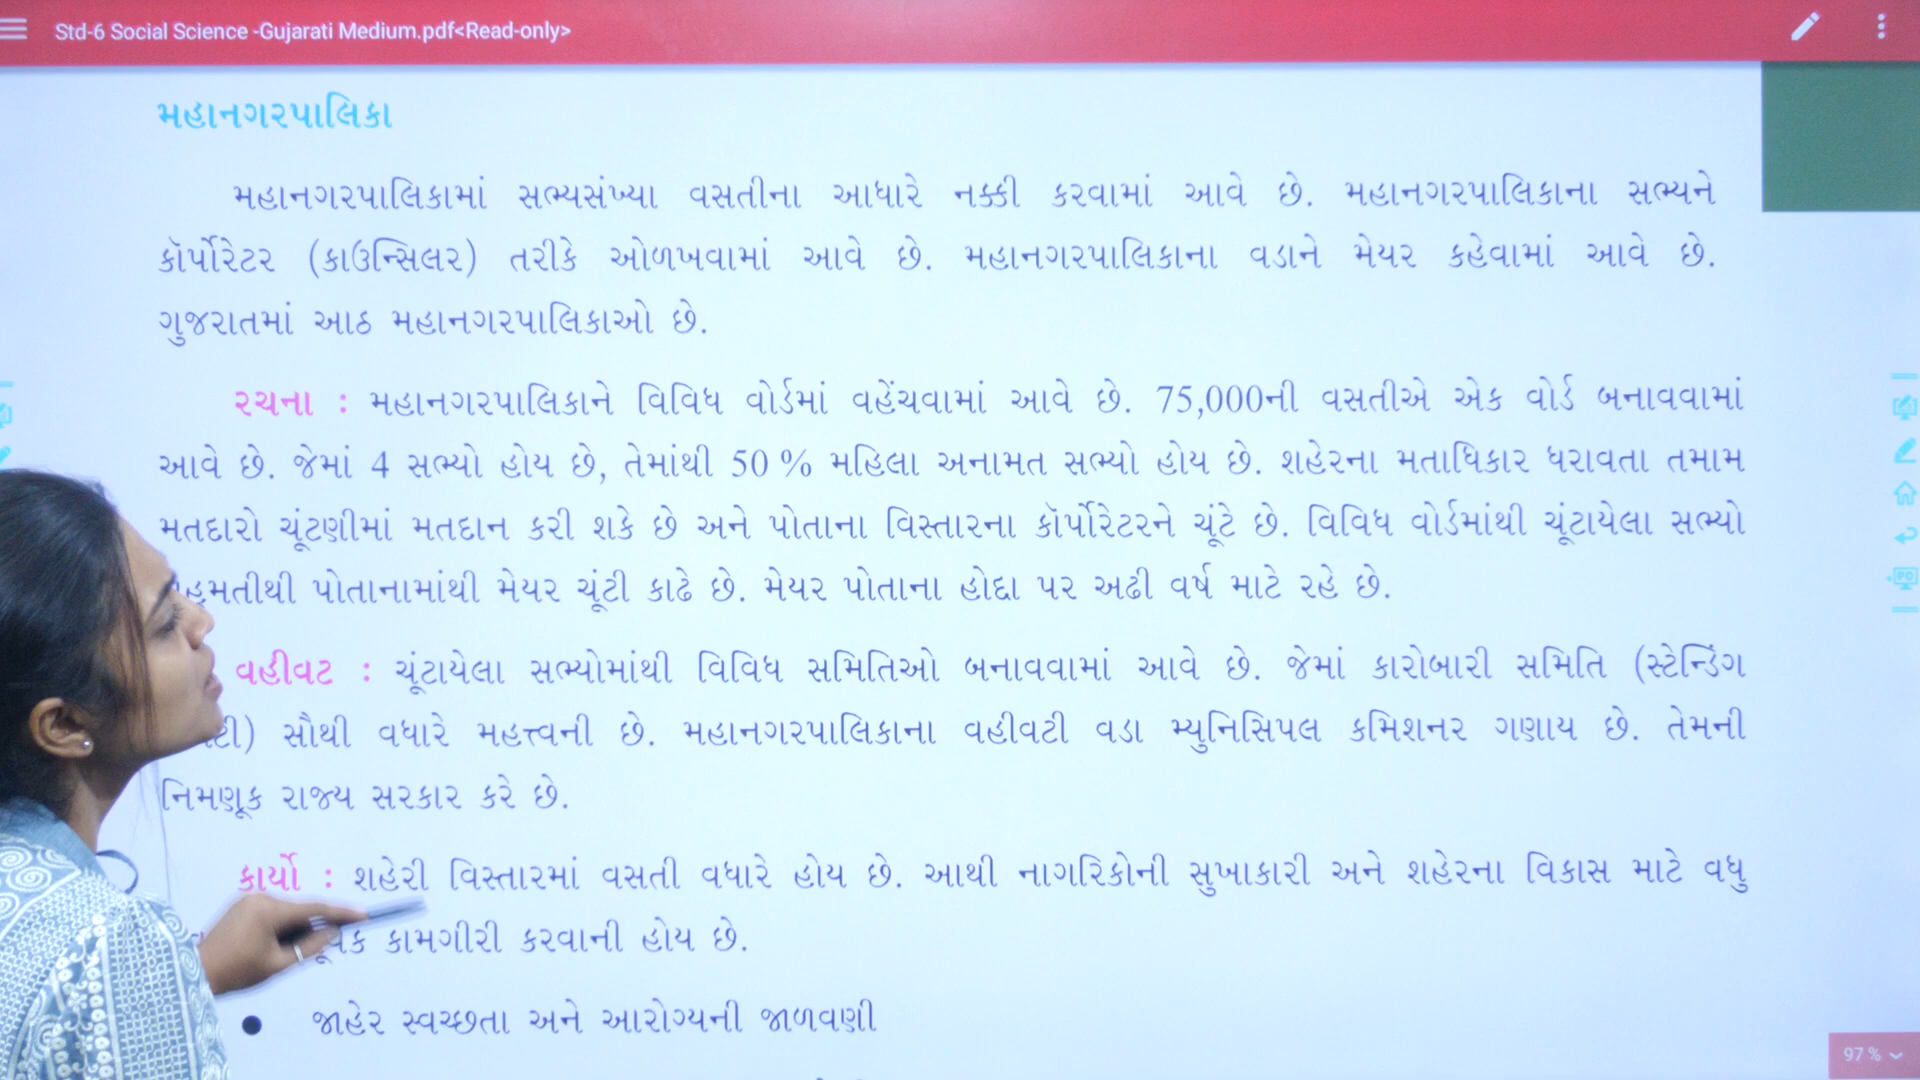 Std-6 Social Science -Gujarati Medium.pdf<Read-only>
મહાનગરપાલિકા
મહાનગરપાલિકામાં સભ્યસંખ્યા વસતીના આધારે નક્કી કરવામાં આવે છે. મહાનગરપાલિકાના સભ્યને
કૉર્પોરેટર (કાઉન્સિલર) તરીકે ઓળખવામાં આવે છે. મહાનગરપાલિકાના વડાને મેયર કહેવામાં આવે છે.
ગુજરાતમાં આઠ મહાનગરપાલિકાઓ છે.
રચના : મહાનગરપાલિકાને વિવિધ વોર્ડમાં વહેંચવામાં આવે છે. 75,000ની વસતીએ એક વોર્ડ બનાવવામાં
આવે છે. જેમાં 4 સભ્યો હોય છે, તેમાંથી 50 % મહિલા અનામત સભ્યો હોય છે. શહેરના મતાધિકાર ધરાવતા તમામ
મતદારો ચૂંટણીમાં મતદાન કરી શકે છે અને પોતાના વિસ્તારના કૉર્પોરેટરને ચૂંટે છે. વિવિધ વોર્ડમાંથી ચૂંટાયેલા સભ્યો
પોતાનામાંથી મેયર ચૂંટી કાઢે છે. મેયર પોતાના હોદ્દા પર અઢી વર્ષ માટે રહે છે.
વહીવટ : ચૂંટાયેલા સભ્યોમાંથી વિવિધ સમિતિઓ બનાવવામાં આવે છે. જેમાં કારોબારી સમિતિ (સ્ટેન્ડિંગ
સૌથી વધારે મહત્ત્વની છે. મહાનગરપાલિકાના વહીવટી વડા મ્યુનિસિપલ કમિશનર ગણાય છે. તેમની
નિમણૂક રાજ્ય સરકાર કરે છે.
કાર્યો : શહેરી વિસ્તારમાં વસતી વધારે હોય છે. આથી નાગરિકોની સુખાકારી અને શહેરના વિકાસ માટે વધુ
કામગીરી કરવાની હોય છે.
● જાહેર સ્વચ્છતા અને આરોગ્યની જાળવણી
97 %